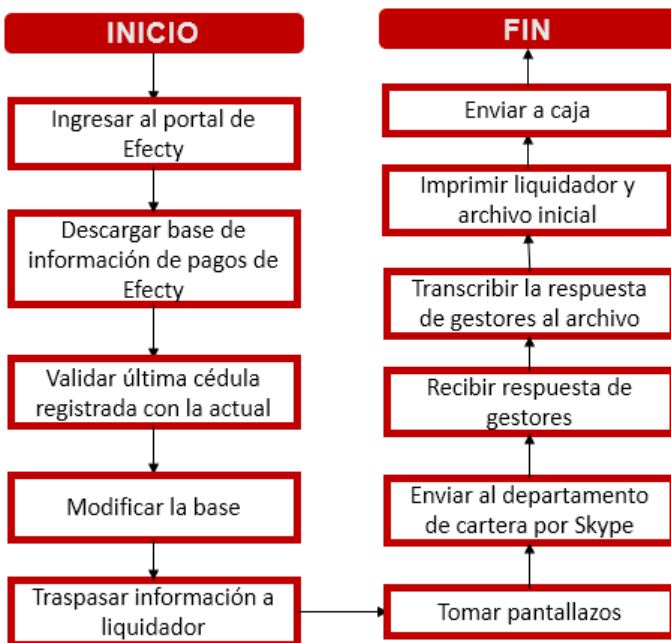 INICIO
Ingresar al portal de
Efecty
Descargar base de
información de pagos de
Efecty
Validar última cédula
registrada con la actual
Modificar la base
Traspasar información a
liquidador
Tomar pantallazos
Enviar al departamento
de cartera por Skype
Recibir respuesta de
gestores
Transcribir la respuesta
de gestores al archivo
Imprimir liquidador y
archivo inicial
Enviar a caja
FIN